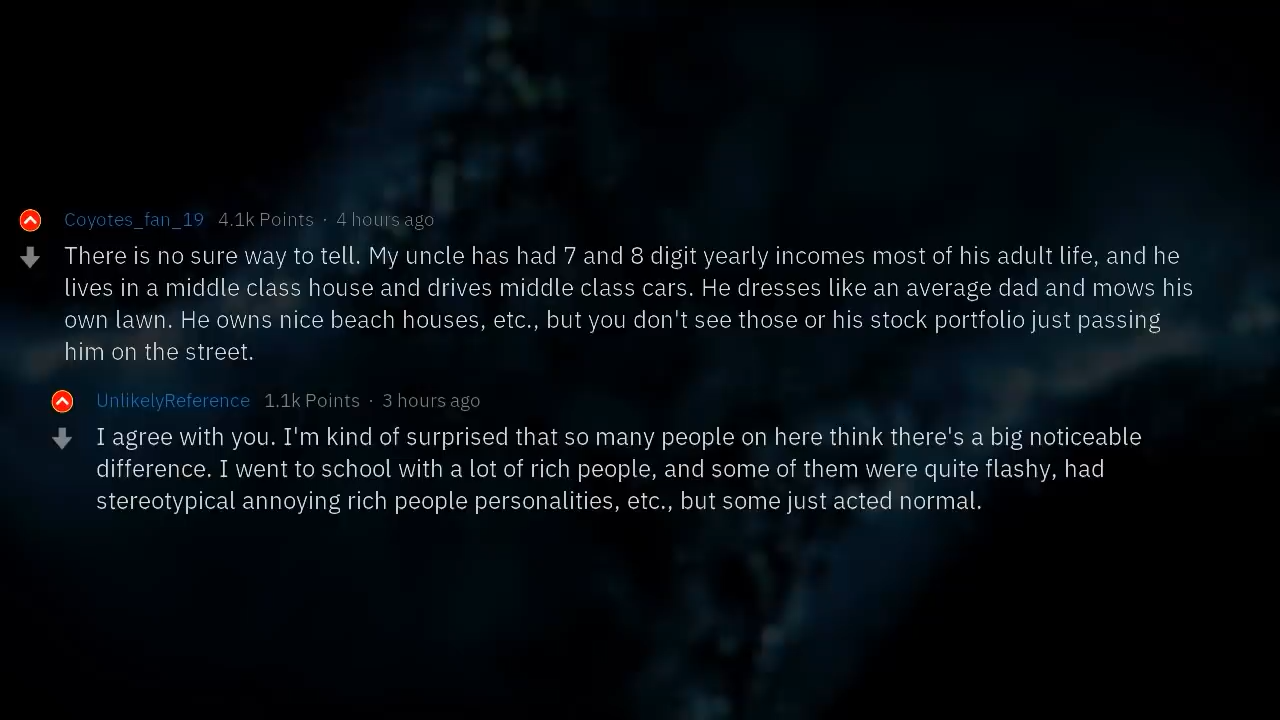 Coyotes_fan_19 4.1k Points · 4 hours ago
There is no sure way to tell. My uncle has had 7 and 8 digit yearly incomes most of his adult life, and he
lives in a middle class house and drives middle class cars. He dresses like an average dad and mows his
own lawn. He owns nice beach houses, etc., but you don't see those or his stock portfolio just passing
him on the street.
UnlikelyReference 1.1k Points · 3 hours ago
I agree with you. I'm kind of surprised that so many people on here think there's a big noticeable
difference. I went to school with a lot of rich people, and some of them were quite flashy, had
stereotypical annoying rich people personalities, etc., but some just acted normal.